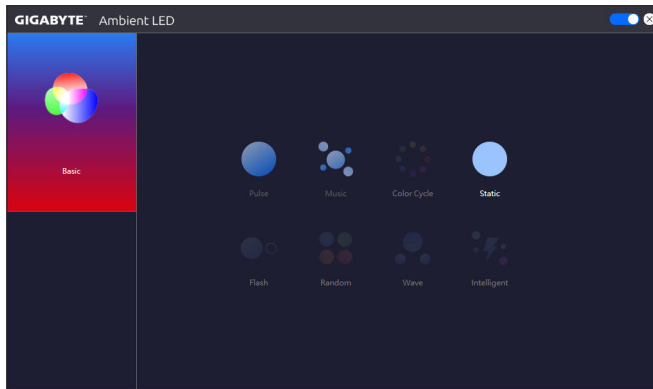 GIGABYTE™ Ambient LED
Basic
Pulse Music Color Cycle Static
Flash Random Wave Intelligent